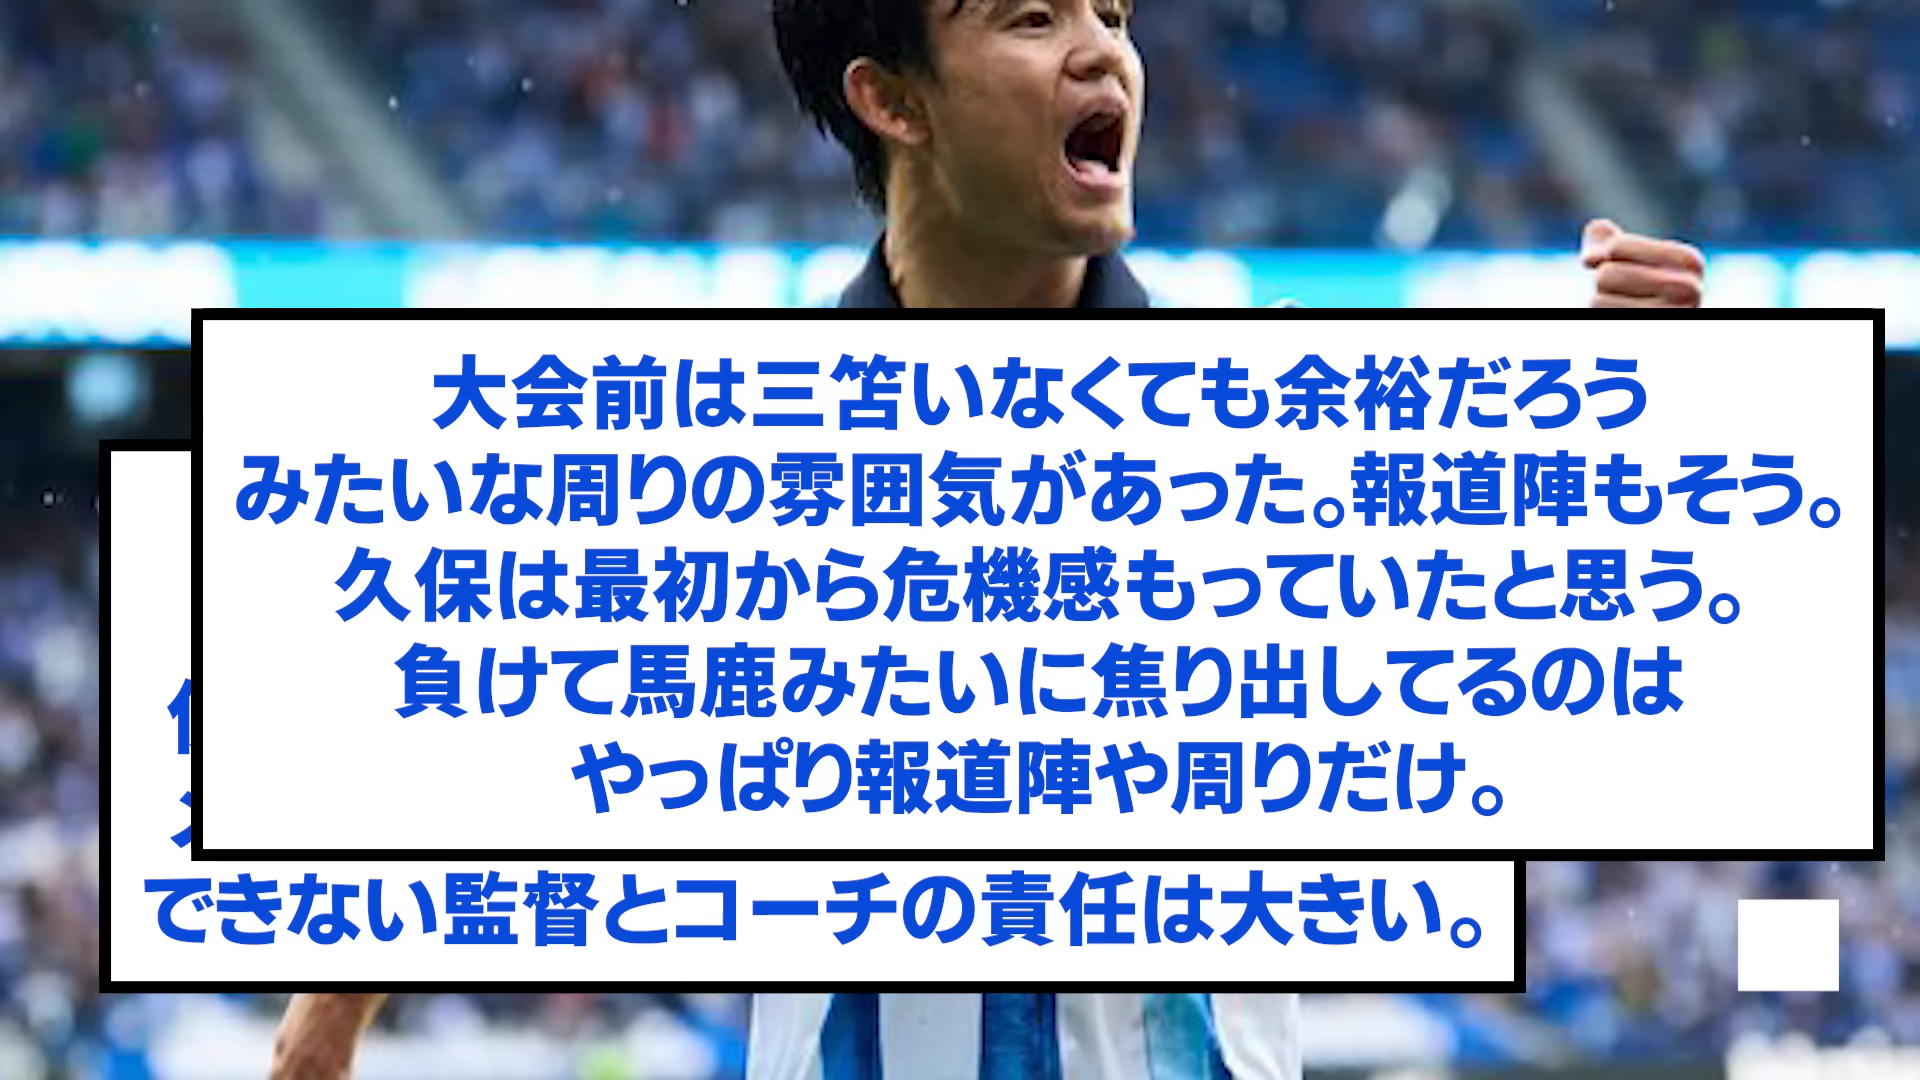 大会前は三笘いなくても余裕だろう
みたいな周りの雰囲気があった。報道陣もそう。
久保は最初から危機感もっていたと思う。
負けて馬鹿みたいに焦り出してるのは
やっぱり報道陣や周りだけ。
できない監督とコーチの責任は大きい。